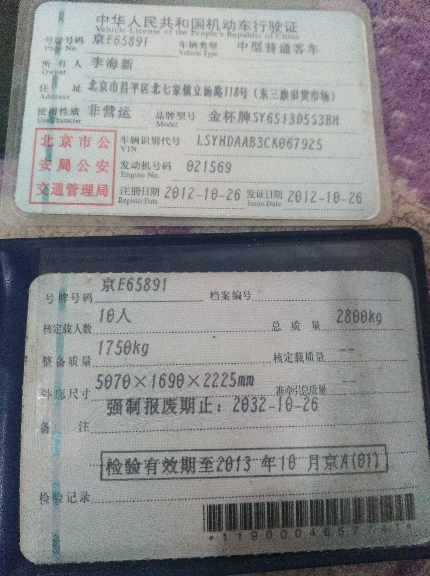 中华人民共和国机动车行驶证
Vehicle License of the People's Republic of China
号牌号码 京E65891 车辆类型 中型普通客车
Plate No. Vehicle Type
所有人 李海新
Owner
住址 北京市昌平区北七家镇立汤路118号(东三旗旧货市场)
Address
使用性质 非营运 品牌型号 金杯牌SY6513DS3BH
Use Character Model
北京市公
安局公安
交通管理局
车辆识别代号 LSYHDAAB3CK067925
VIN
发动机号码 021569
Engine No.
注册日期 2012-10-26 发证日期 2012-10-26
Register Date Issue Date
号牌号码 京E65891 档案编号
核定载人数 10人 总质量 2800kg
整备质量 1750kg 核定载质量 --
外廓尺寸 5070×1690×2225mm 准牵引总质量 --
强制报废期止:2032-10-26
备注
检验有效期至2013年10月京A(01)
检验记录